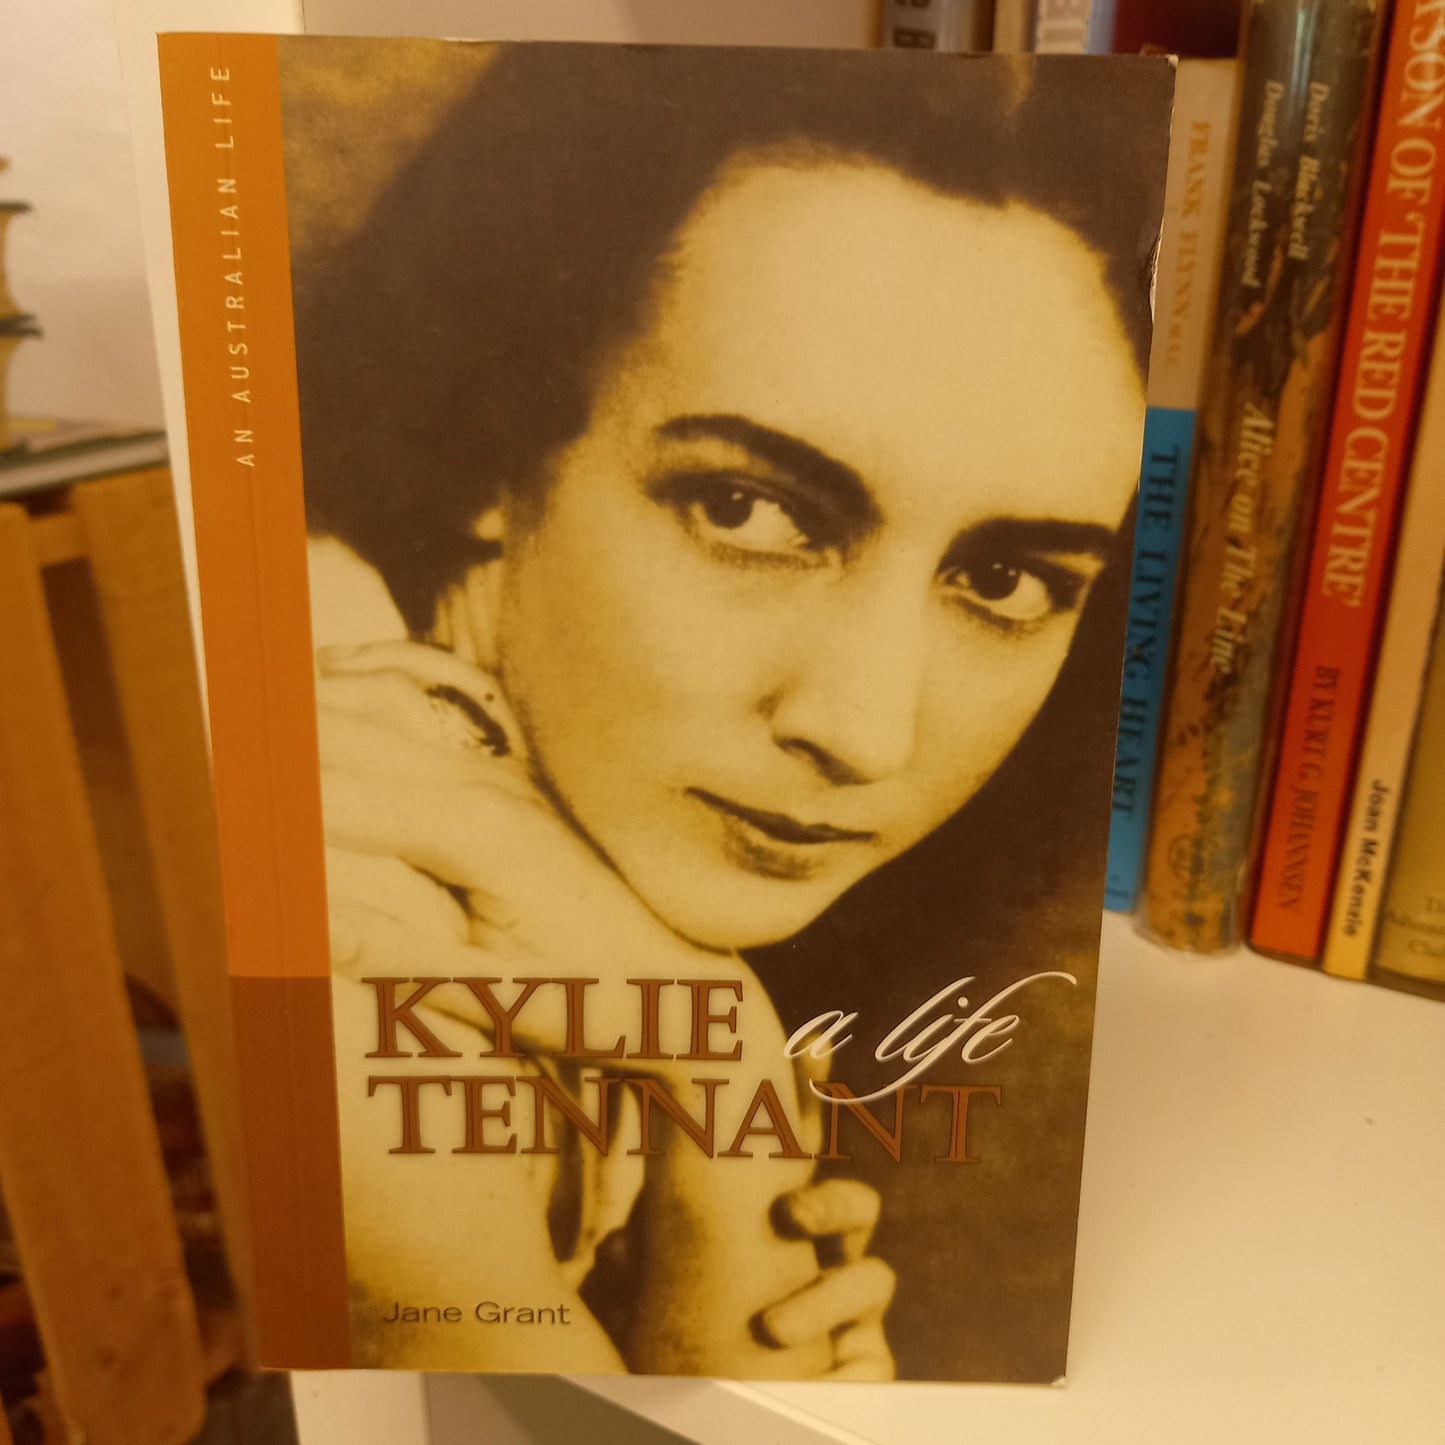 AN AUSTRALIAN LIFE
KYLIE a life
TENNANT
Jane Grant
FRANK FLYNN M.S.C.
THE LIVING HEART
Doris Blackwell
Douglas Lockwood
Alice on The Line
SON OF 'THE RED CENTRE'
BY KURT G. JOHANNSEN
Joan McKenzie